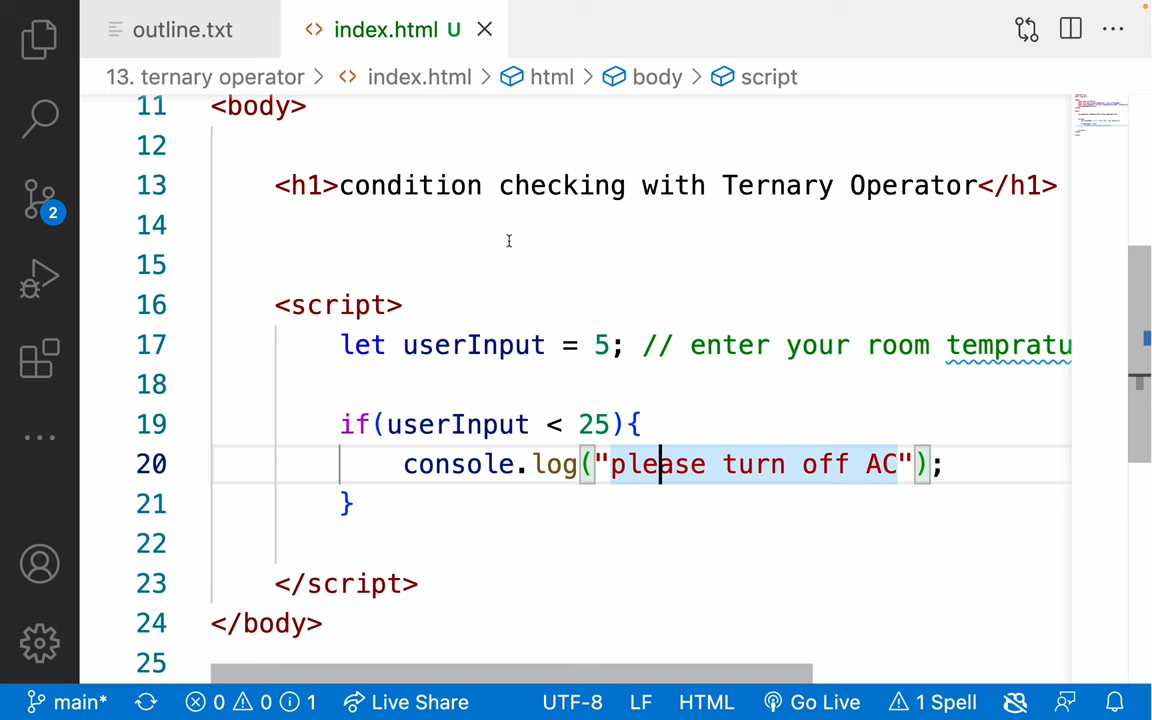 outline.txt
index.html U
13. ternary operator > index.html > html > body > script
11 <body>
12
13 <h1>condition checking with Ternary Operator</h1>
14
15
16 <script>
17 let userInput = 5; // enter your room tempratu
18
19 if(userInput < 25){
20 console.log("please turn off AC");
21 }
22
23 </script>
24 </body>
25
2
main* 0 0 1 Live Share UTF-8 LF HTML Go Live 1 Spell